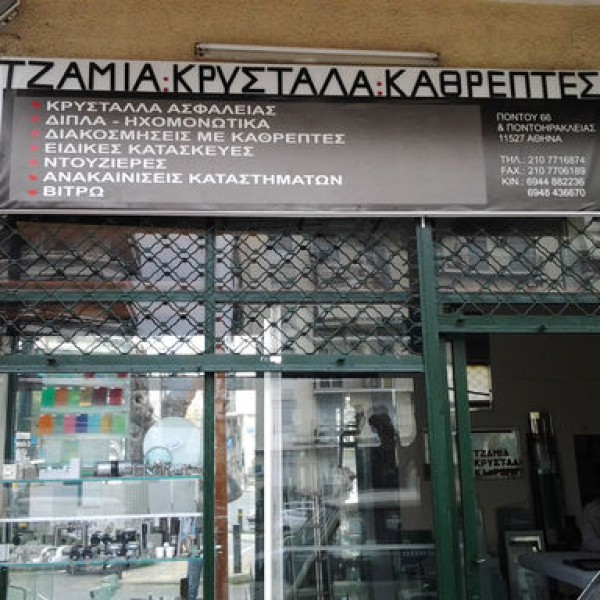 ΤΖΑΜΙΑ:ΚΡΥΣΤΑΛΑ:ΚΑΘΡΕΠΤΕΣ
ΚΡΥΣΤΑΛΛΑ ΑΣΦΑΛΕΙΑΣ
ΔΙΠΛΑ - ΗΧΟΜΟΝΩΤΙΚΑ
ΔΙΑΚΟΣΜΗΣΕΙΣ ΜΕ ΚΑΘΡΕΠΤΕΣ
ΕΙΔΙΚΕΣ ΚΑΤΑΣΚΕΥΕΣ
ΝΤΟΥΖΙΕΡΕΣ
ΑΝΑΚΑΙΝΙΣΕΙΣ ΚΑΤΑΣΤΗΜΑΤΩΝ
ΒΙΤΡΩ
ΠΟΝΤΟΥ 66
& ΠΟΝΤΟΗΡΑΚΛΕΙΑΣ
11527 ΑΘΗΝΑ
ΤΗΛ.: 210 7716874
FAX.: 210 7706189
ΚΙΝ.: 6944 882236
6948 436670
ΤΖΑΜΙΑ
ΚΡΥΣΤΑΛ